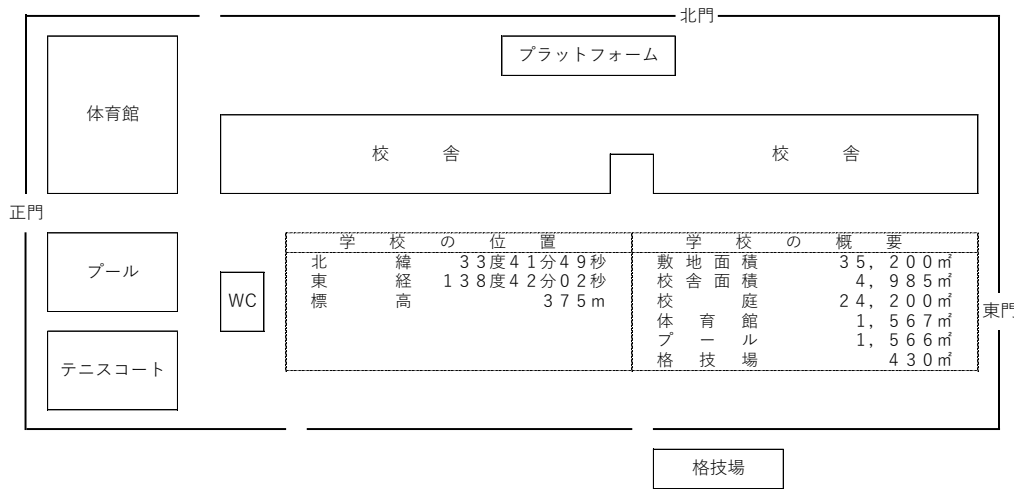 北門
プラットフォーム
体育館
校　　舎
校　　舎
正門
学　校　の　位　置
北　　緯　33度41分49秒
東　　経　138度42分02秒
標　　高　375m
学　校　の　概　要
敷地面積　35，200㎡
校舎面積　4，985㎡
校　　庭　24，200㎡
体　育　館　1，567㎡
プ　ー　ル　1，566㎡
格　技　場　430㎡
プール
WC
東門
テニスコート
格技場